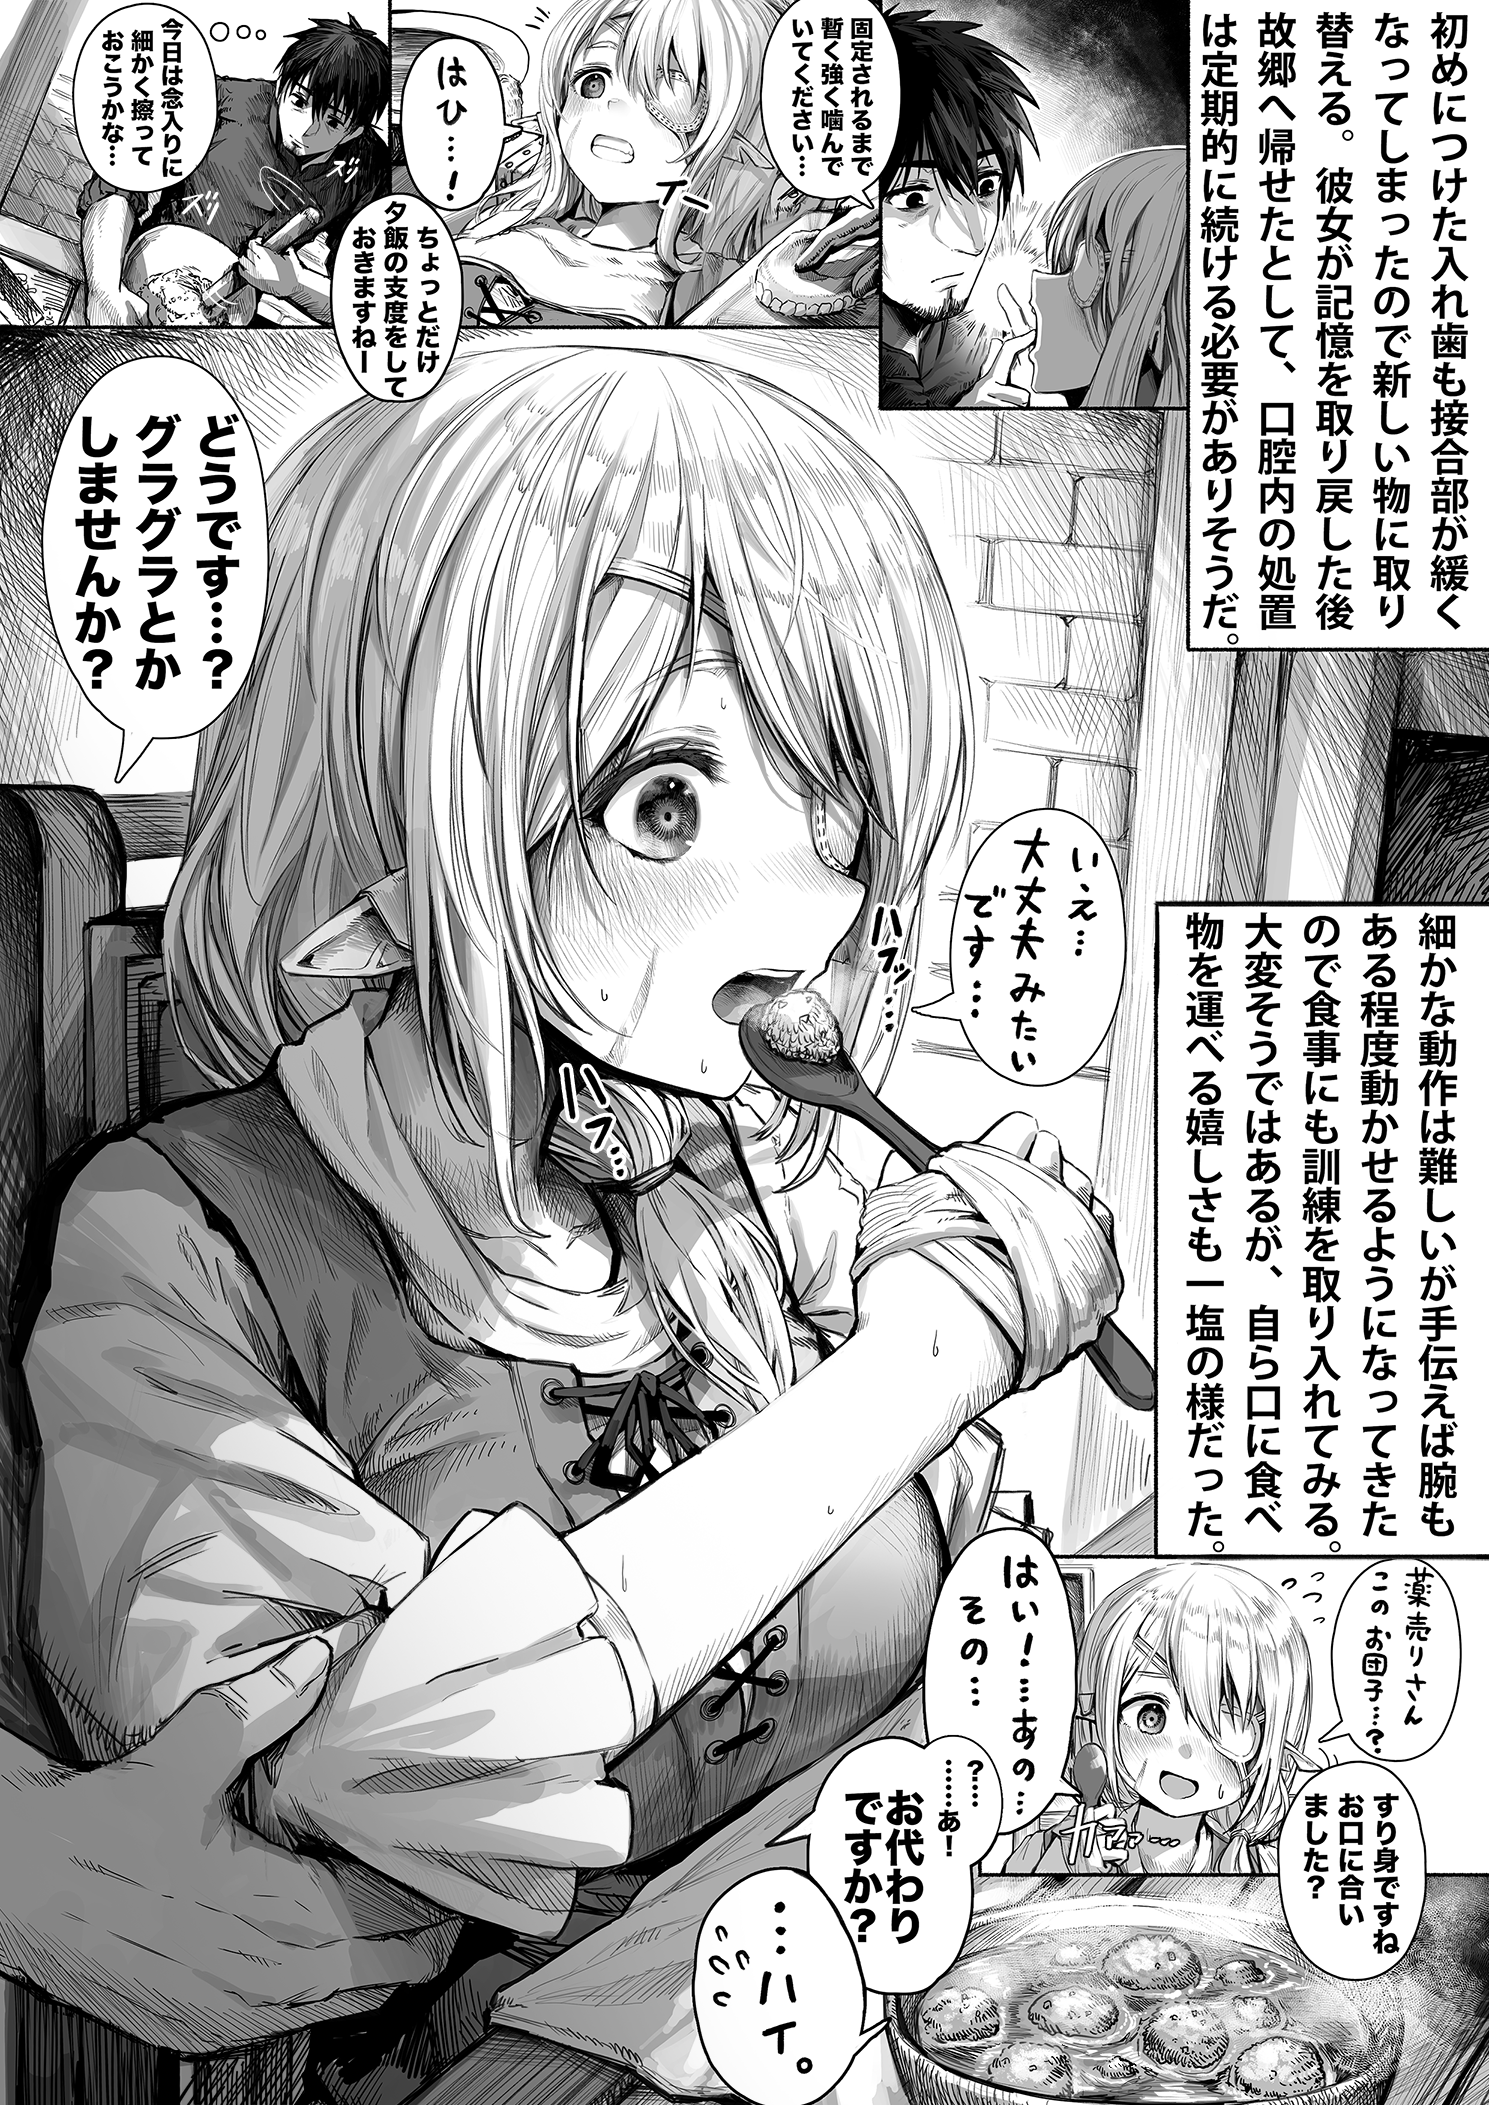 初めにつけた入れ歯も接合部が緩く
なってしまったので新しい物に取り
替える。彼女が記憶を取り戻した後
故郷へ帰せたとして、口腔内の処置
は定期的に続ける必要がありそうだ。
固定されるまで
暫く強く噛んで
いてください…
イー
はひ…！
ちょっとだけ
夕飯の支度をして
おきますねー
今日は念入りに
細かく擦って
おこうかな…
ズリ
ズリ
どうです…？
グラグラとか
しませんか？
いえ…
大丈夫みたい
です…
ハフッ…
ハフ…
細かな動作は難しいが手伝えば腕も
ある程度動かせるようになってきた
ので食事にも訓練を取り入れてみる。
大変そうではあるが、自ら口に食べ
物を運べる嬉しさも一塩の様だった。
薬売りさん
このお団子…？
すり身ですね
お口に合い
ました？
はい！…あの…
その…
？…
……あ！
お代わり
ですか？
…ハイ。